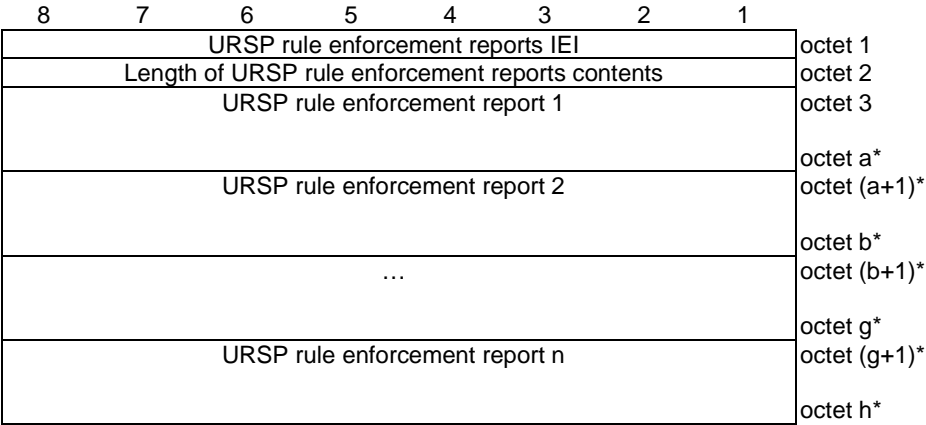 8 7 6 5 4 3 2 1
URSP rule enforcement reports IEI octet 1
Length of URSP rule enforcement reports contents octet 2
URSP rule enforcement report 1 octet 3
octet a*
URSP rule enforcement report 2 octet (a+1)*
octet b*
… octet (b+1)*
octet g*
URSP rule enforcement report n octet (g+1)*
octet h*